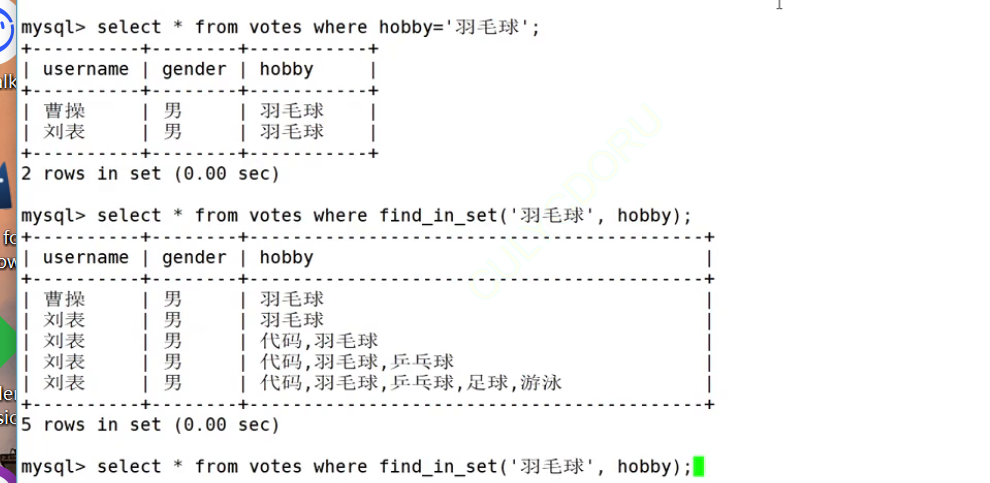 mysql> select * from votes where hobby='羽毛球';
+----------+--------+-----------+
| username | gender | hobby |
+----------+--------+-----------+
| 曹操 | 男 | 羽毛球 |
| 刘表 | 男 | 羽毛球 |
+----------+--------+-----------+
2 rows in set (0.00 sec)
mysql> select * from votes where find_in_set('羽毛球', hobby);
+----------+--------+------------------------------------------+
| username | gender | hobby |
+----------+--------+------------------------------------------+
| 曹操 | 男 | 羽毛球 |
| 刘表 | 男 | 羽毛球 |
| 刘表 | 男 | 代码,羽毛球 |
| 刘表 | 男 | 代码,羽毛球,乒乓球 |
| 刘表 | 男 | 代码,羽毛球,乒乓球,足球,游泳 |
+----------+--------+------------------------------------------+
5 rows in set (0.00 sec)
mysql> select * from votes where find_in_set('羽毛球', hobby);